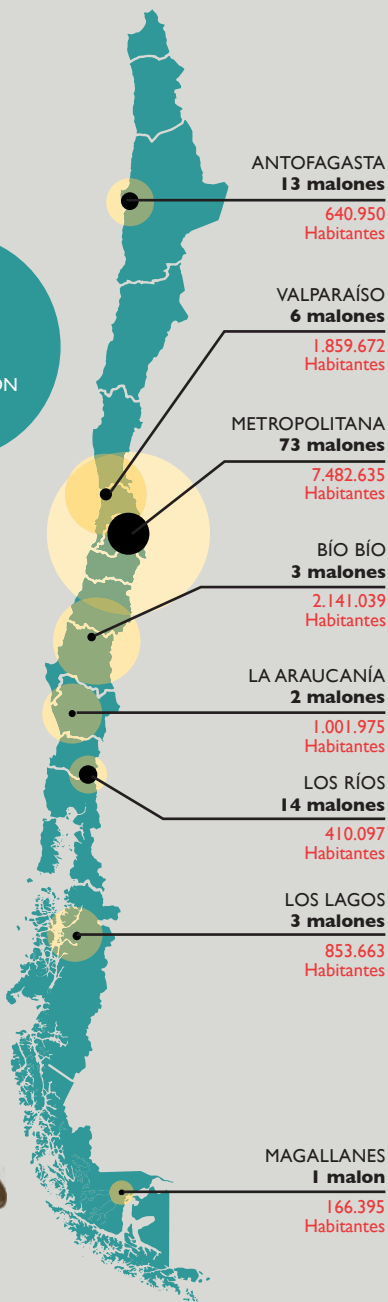 ANTOFAGASTA
13 malones
640.950
Habitantes
VALPARAÍSO
6 malones
1.859.672
Habitantes
ÓN
METROPOLITANA
73 malones
7.482.635
Habitantes
BÍO BÍO
3 malones
2.141.039
Habitantes
LA ARAUCANÍA
2 malones
1.001.975
Habitantes
LOS RÍOS
14 malones
410.097
Habitantes
LOS LAGOS
3 malones
853.663
Habitantes
MAGALLANES
1 malon
166.395
Habitantes